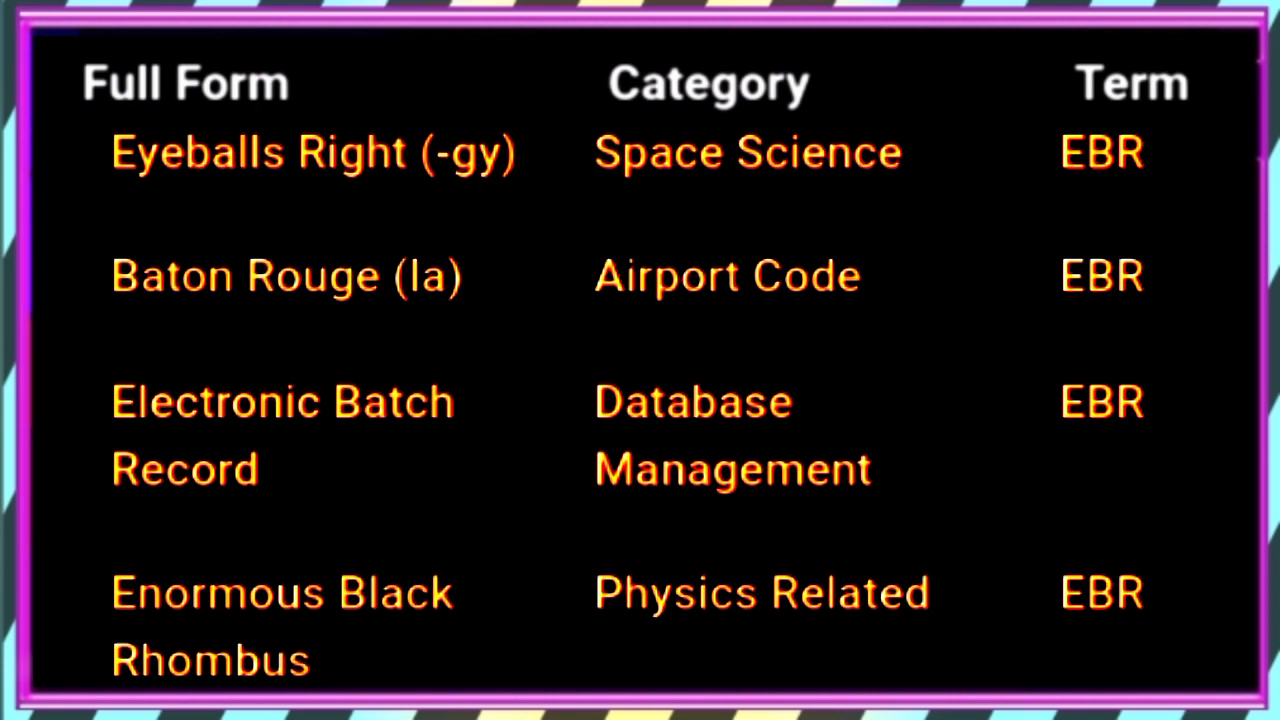 Full Form Category Term
Eyeballs Right (-gy) Space Science EBR
Baton Rouge (la) Airport Code EBR
Electronic Batch Database EBR
Record Management
Enormous Black Physics Related EBR
Rhombus